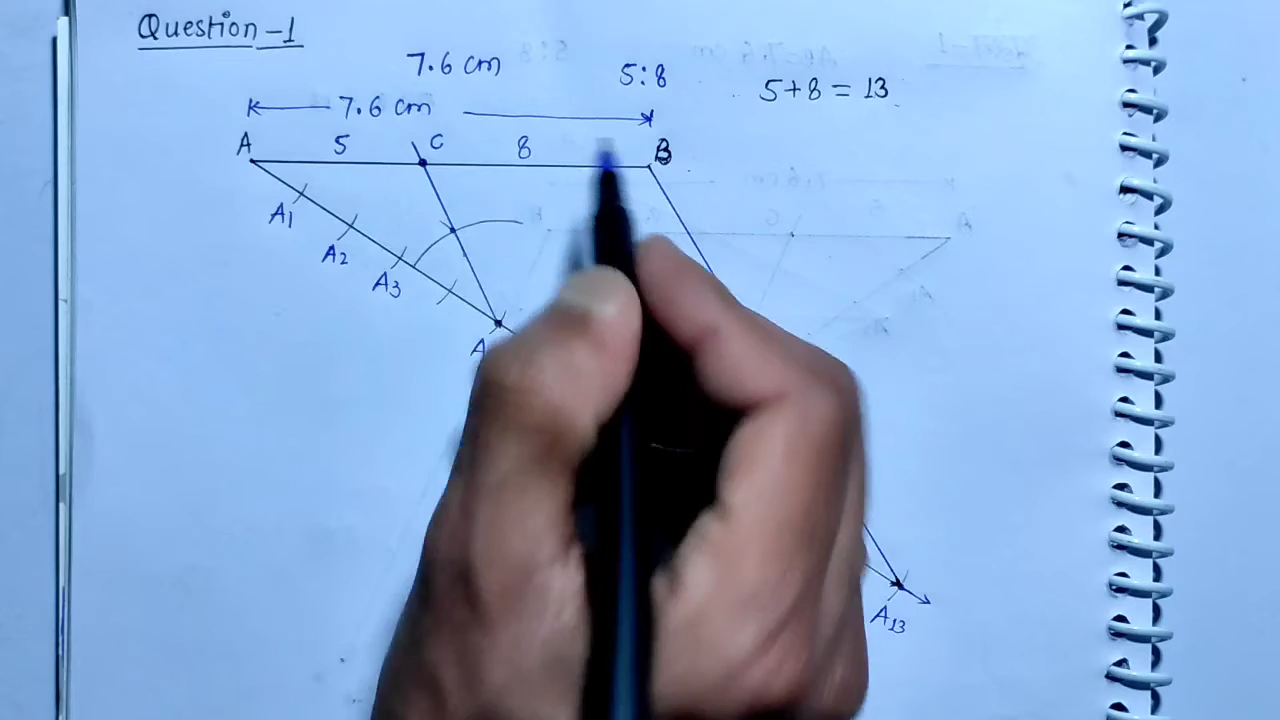 Question-1
7.6 cm
5:8
5+8 = 13
7.6 cm
A 5 C 8 B
A1
A2
A3
A
A13